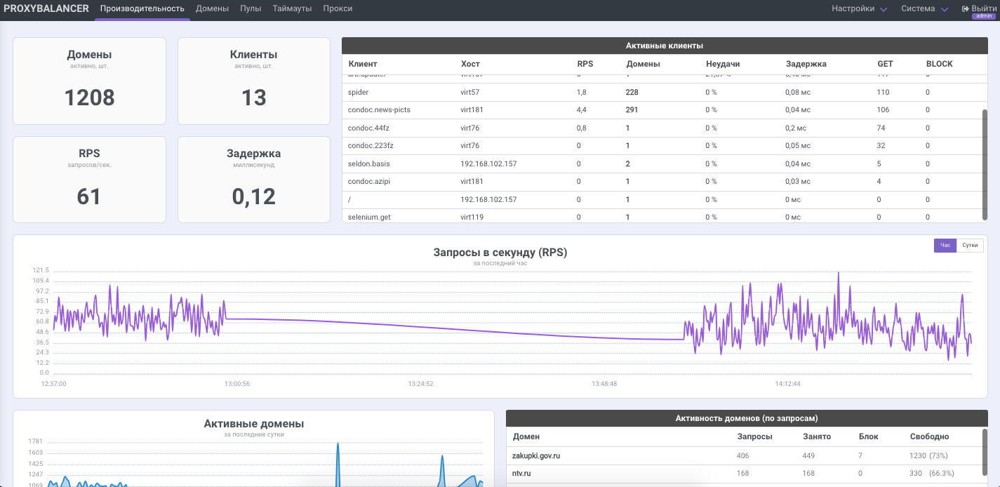 PROXYBALANCER Производительность Домены Пулы Таймауты Прокси Настройки Система Выйти
admin
Домены
активно, шт.
1208
Клиенты
активно, шт.
13
RPS
запросов/сек.
61
Задержка
миллисекунд
0,12
Активные клиенты
Клиент Хост RPS Домены Неудачи Задержка GET BLOCK
spider virt57 1,8 228 0 % 0,08 мс 110 0
condoc.news-picts virt181 4,4 291 0 % 0,04 мс 106 0
condoc.44fz virt76 0,8 1 0 % 0,2 мс 74 0
condoc.223fz virt76 0 1 0 % 0,05 мс 32 0
seldon.basis 192.168.102.157 0 2 0 % 0,04 мс 5 0
condoc.azipi virt181 0 1 0 % 0,03 мс 4 0
/ 192.168.102.157 0 1 0 % 0 мс 0 0
selenium.get virt119 0 1 0 % 0 мс 0 0
Запросы в секунду (RPS)
за последний час
Час Сутки
121.5
109.4
97.2
85.1
72.9
60.8
48.6
36.5
24.3
12.2
0.0
12:37:00 13:00:56 13:24:52 13:48:48 14:12:44
Активные домены
за последние сутки
1781
1603
1425
1247
1069
Активность доменов (по запросам)
Домен Запросы Занято Блок Свободно
zakupki.gov.ru 406 449 7 1230 (73%)
ntv.ru 168 168 0 330 (66.3%)